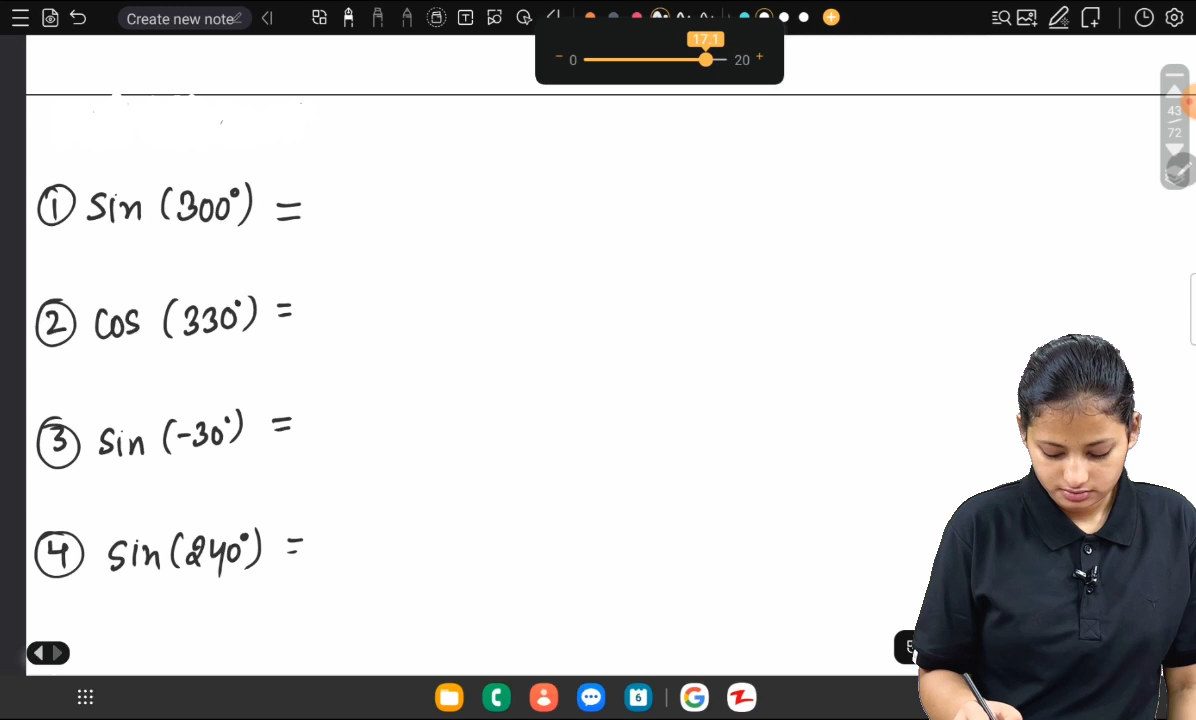 Create new note
17.1
− 0 20 +
43
72
① sin (300°) =
② cos (330°) =
③ sin (-30°) =
④ sin (240°) =
6